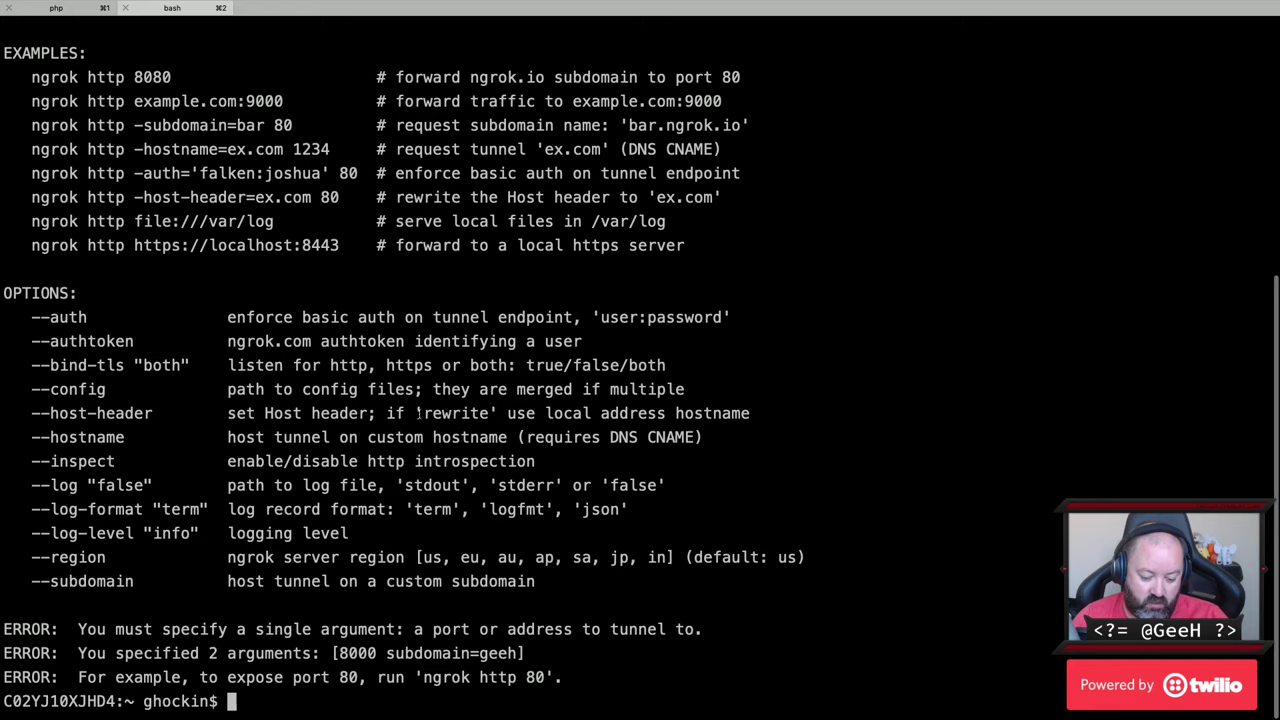 php ⌘1 bash ⌘2
EXAMPLES:
ngrok http 8080 # forward ngrok.io subdomain to port 80
ngrok http example.com:9000 # forward traffic to example.com:9000
ngrok http -subdomain=bar 80 # request subdomain name: 'bar.ngrok.io'
ngrok http -hostname=ex.com 1234 # request tunnel 'ex.com' (DNS CNAME)
ngrok http -auth='falken:joshua' 80 # enforce basic auth on tunnel endpoint
ngrok http -host-header=ex.com 80 # rewrite the Host header to 'ex.com'
ngrok http file:///var/log # serve local files in /var/log
ngrok http https://localhost:8443 # forward to a local https server
OPTIONS:
--auth enforce basic auth on tunnel endpoint, 'user:password'
--authtoken ngrok.com authtoken identifying a user
--bind-tls "both" listen for http, https or both: true/false/both
--config path to config files; they are merged if multiple
--host-header set Host header; if 'rewrite' use local address hostname
--hostname host tunnel on custom hostname (requires DNS CNAME)
--inspect enable/disable http introspection
--log "false" path to log file, 'stdout', 'stderr' or 'false'
--log-format "term" log record format: 'term', 'logfmt', 'json'
--log-level "info" logging level
--region ngrok server region [us, eu, au, ap, sa, jp, in] (default: us)
--subdomain host tunnel on a custom subdomain
ERROR: You must specify a single argument: a port or address to tunnel to.
ERROR: You specified 2 arguments: [8000 subdomain=geeh]
ERROR: For example, to expose port 80, run 'ngrok http 80'.
C02YJ10XJHD4:~ ghockin$
<?= @GeeH ?>
Powered by twilio